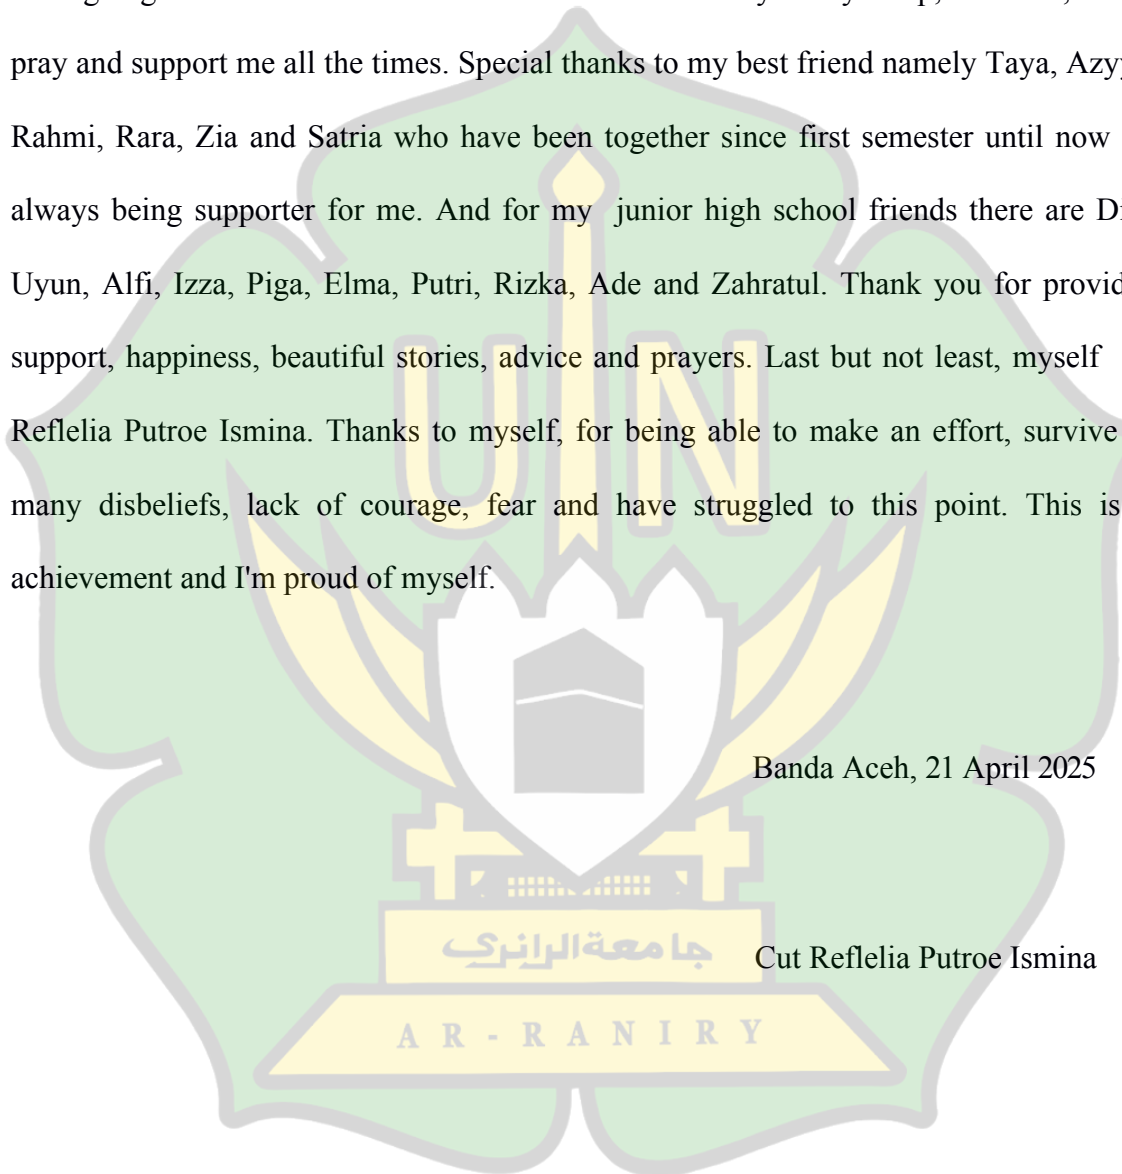 pray and support me all the times. Special thanks to my best friend namely Taya,
Rahmi, Rara, Zia and Satria who have been together since first semester until now
always being supporter for me. And for my junior high school friends there are
Uyun, Alfi, Izza, Piga, Elma, Putri, Rizka, Ade and Zahratul. Thank you for
support, happiness, beautiful stories, advice and prayers. Last but not least, myself
Reflelia Putroe Ismina. Thanks to myself, for being able to make an effort, survive
many disbeliefs, lack of courage, fear and have struggled to this point. This is
achievement and I'm proud of myself.
UIN
Banda Aceh, 21 April 2025
جامعة الرانري
Cut Reflelia Putroe Ismina
AR-RANIRY